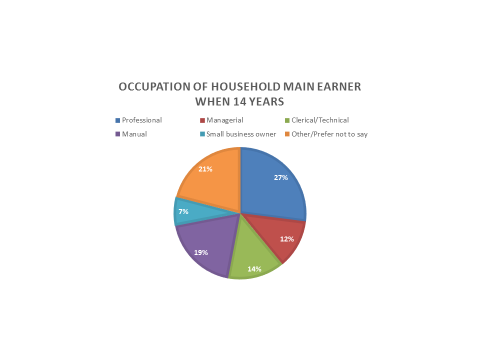 OCCUPATION OF HOUSEHOLD MAIN EARNER
WHEN 14 YEARS
Professional Managerial Clerical/Technical
Manual Small business owner Other/Prefer not to say
27%
12%
14%
19%
7%
21%